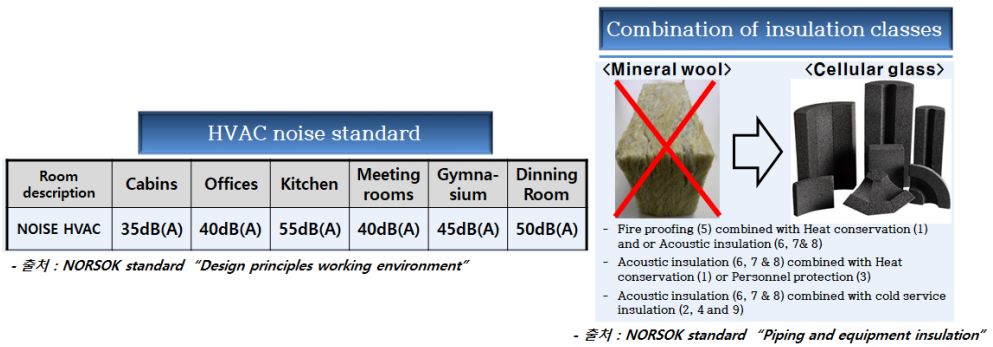 HVAC noise standard
Room description Cabins Offices Kitchen Meeting rooms Gymna-sium Dinning Room
NOISE HVAC 35dB(A) 40dB(A) 55dB(A) 40dB(A) 45dB(A) 50dB(A)
- 출처 : NORSOK standard “Design principles working environment”
Combination of insulation classes
<Mineral wool> <Cellular glass>
- Fire proofing (5) combined with Heat conservation (1)
and or Acoustic insulation (6, 7& 8)
- Acoustic insulation (6, 7 & 8) combined with Heat
conservation (1) or Personnel protection (3)
- Acoustic insulation (6, 7 & 8) combined with cold service
insulation (2, 4 and 9)
- 출처 : NORSOK standard “Piping and equipment insulation”